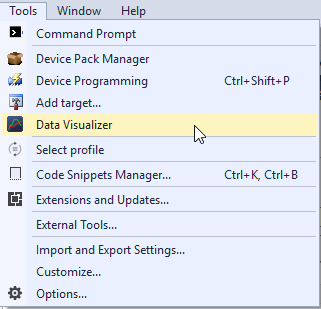 Tools Window Help
Command Prompt
Device Pack Manager
Device Programming Ctrl+Shift+P
Add target...
Data Visualizer
Select profile
Code Snippets Manager... Ctrl+K, Ctrl+B
Extensions and Updates...
External Tools...
Import and Export Settings...
Customize...
Options...